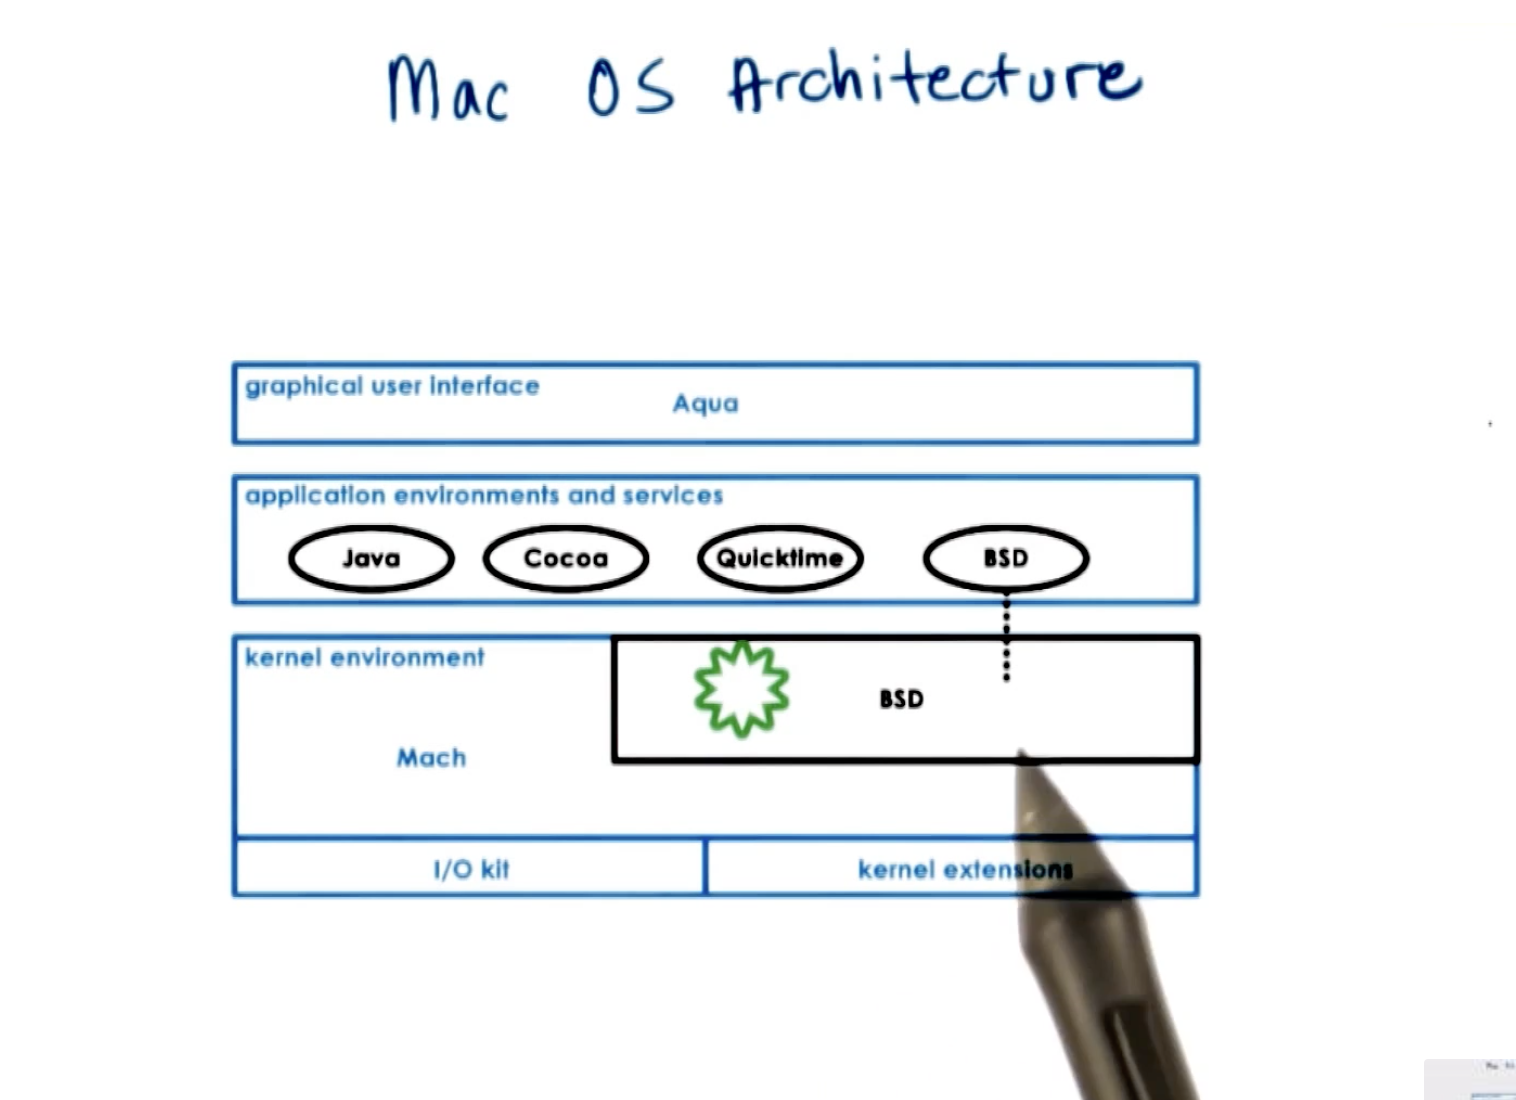 Mac OS Architecture
graphical user interface
Aqua
application environments and services
Java Cocoa Quicktime BSD
kernel environment
BSD
Mach
I/O kit kernel extensions